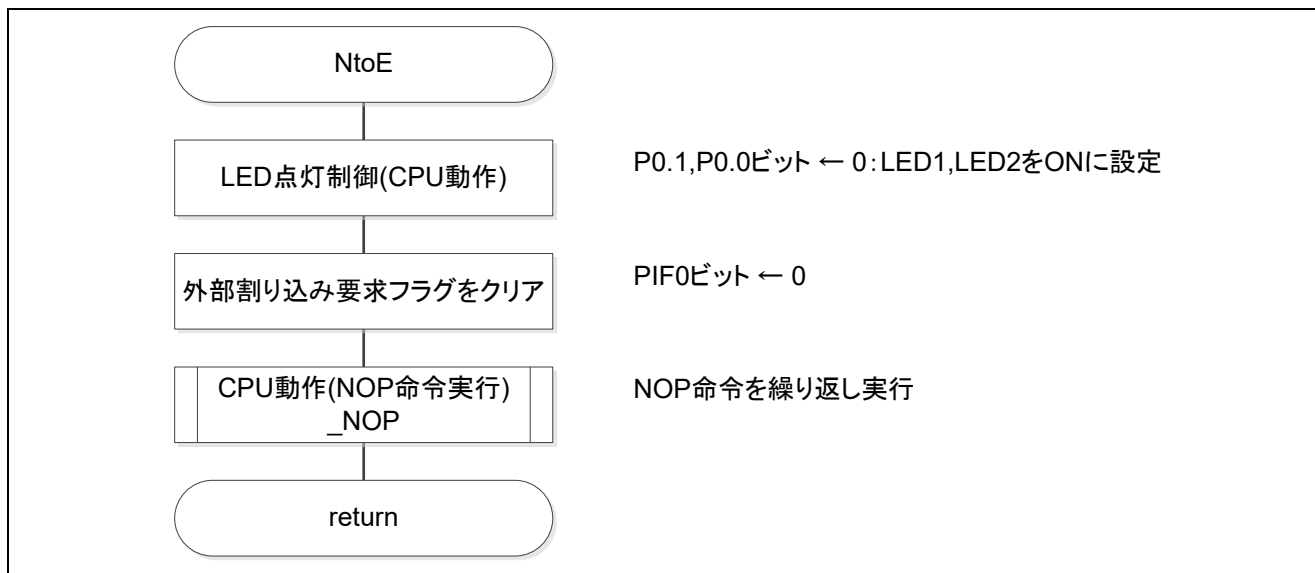 NtoE
LED点灯制御(CPU動作)
P0.1,P0.0ビット ← 0:LED1,LED2をONに設定
外部割り込み要求フラグをクリア
PIF0ビット ← 0
CPU動作(NOP命令実行)
_NOP
NOP命令を繰り返し実行
return